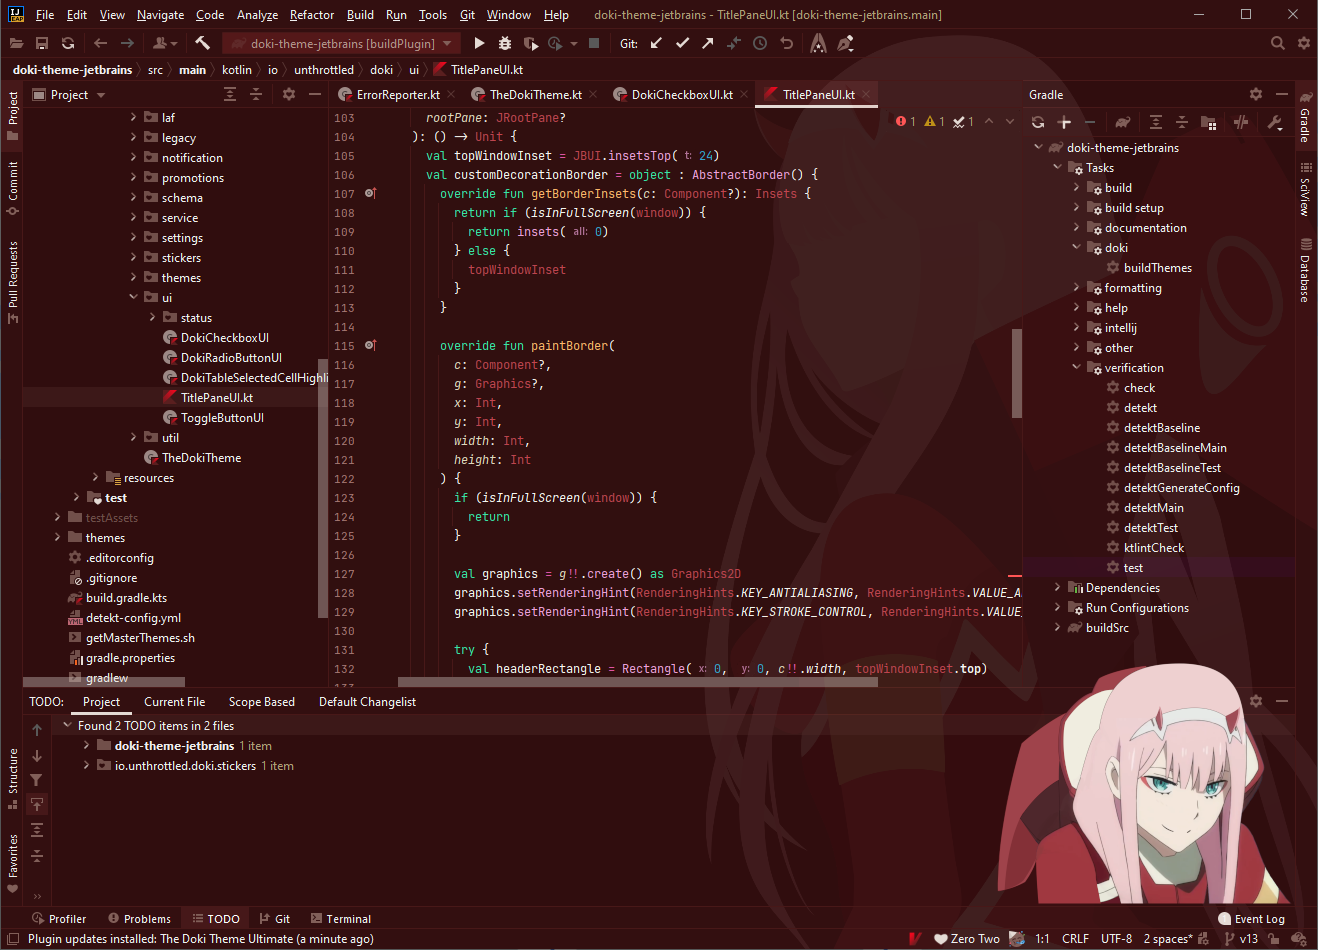 File Edit View Navigate Code Analyze Refactor Build Run Tools Git Window Help doki-theme-jetbrains - TitlePaneUI.kt [doki-theme-jetbrains.main]
doki-theme-jetbrains [buildPlugin] Git:
doki-theme-jetbrains src main kotlin io unthrottled doki ui TitlePaneUI.kt
Project
Commit
Pull Requests
Structure
Favorites
Project
laf
legacy
notification
promotions
schema
service
settings
stickers
themes
ui
status
DokiCheckboxUI
DokiRadioButtonUI
DokiTableSelectedCellHighli
TitlePaneUI.kt
ToggleButtonUI
util
TheDokiTheme
resources
test
testAssets
themes
.editorconfig
.gitignore
build.gradle.kts
detekt-config.yml
getMasterThemes.sh
gradle.properties
gradlew
ErrorReporter.kt TheDokiTheme.kt DokiCheckboxUI.kt TitlePaneUI.kt
1 1 1
103 rootPane: JRootPane?
104 ): () -> Unit {
105 val topWindowInset = JBUI.insetsTop( t: 24)
106 val customDecorationBorder = object : AbstractBorder() {
107 override fun getBorderInsets(c: Component?): Insets {
108 return if (isInFullScreen(window)) {
109 return insets( all: 0)
110 } else {
111 topWindowInset
112 }
113 }
114
115 override fun paintBorder(
116 c: Component?,
117 g: Graphics?,
118 x: Int,
119 y: Int,
120 width: Int,
121 height: Int
122 ) {
123 if (isInFullScreen(window)) {
124 return
125 }
126
127 val graphics = g!!.create() as Graphics2D
128 graphics.setRenderingHint(RenderingHints.KEY_ANTIALIASING, RenderingHints.VALUE_A
129 graphics.setRenderingHint(RenderingHints.KEY_STROKE_CONTROL, RenderingHints.VALUE_
130
131 try {
132 val headerRectangle = Rectangle( x: 0, y: 0, c!!.width, topWindowInset.top)
Gradle
doki-theme-jetbrains
Tasks
build
build setup
documentation
doki
buildThemes
formatting
help
intellij
other
verification
check
detekt
detektBaseline
detektBaselineMain
detektBaselineTest
detektGenerateConfig
detektMain
detektTest
ktlintCheck
test
Dependencies
Run Configurations
buildSrc
Gradle
SciView
Database
TODO: Project Current File Scope Based Default Changelist
Found 2 TODO items in 2 files
doki-theme-jetbrains 1 item
io.unthrottled.doki.stickers 1 item
Profiler Problems TODO Git Terminal 1 Event Log
Plugin updates installed: The Doki Theme Ultimate (a minute ago) Zero Two 1:1 CRLF UTF-8 2 spaces* v13